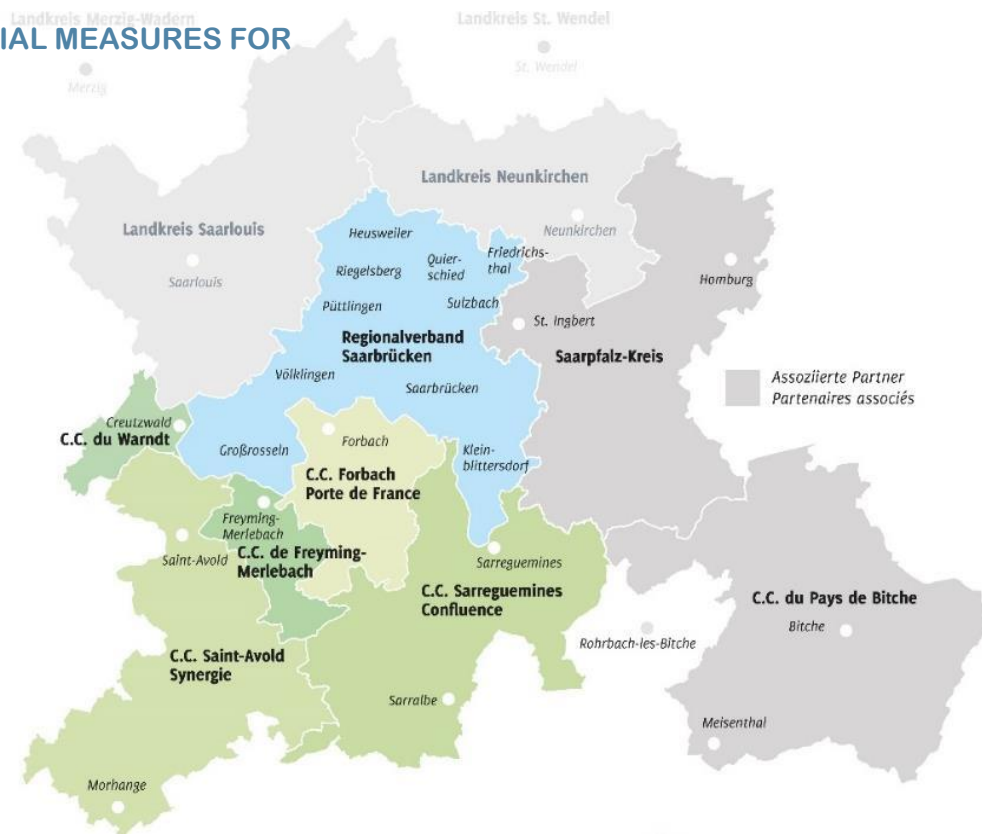 Landkreis Merzig-Wadern
IAL MEASURES FOR
Landkreis St. Wendel
Merzig
St. Wendel
Landkreis Neunkirchen
Landkreis Saarlouis
Saarlouis
Neunkirchen
Heusweiler
Riegelsberg
Quier-
schied
Friedrichs-
thal
Püttlingen
Sulzbach
Homburg
St. Ingbert
Regionalverband
Saarbrücken
Saarpfalz-Kreis
Völklingen
Saarbrücken
Assoziierte Partner
Partenaires associés
Creutzwald
C.C. du Warndt
Großrosseln
Forbach
Klein-
blittersdorf
C.C. Forbach
Porte de France
Freyming-
Merlebach
Saint-Avold
C.C. de Freyming-
Merlebach
Sarreguemines
C.C. Sarreguemines
Confluence
C.C. du Pays de Bitche
Bitche
Rohrbach-les-Bitche
C.C. Saint-Avold
Synergie
Sarralbe
Meisenthal
Morhange